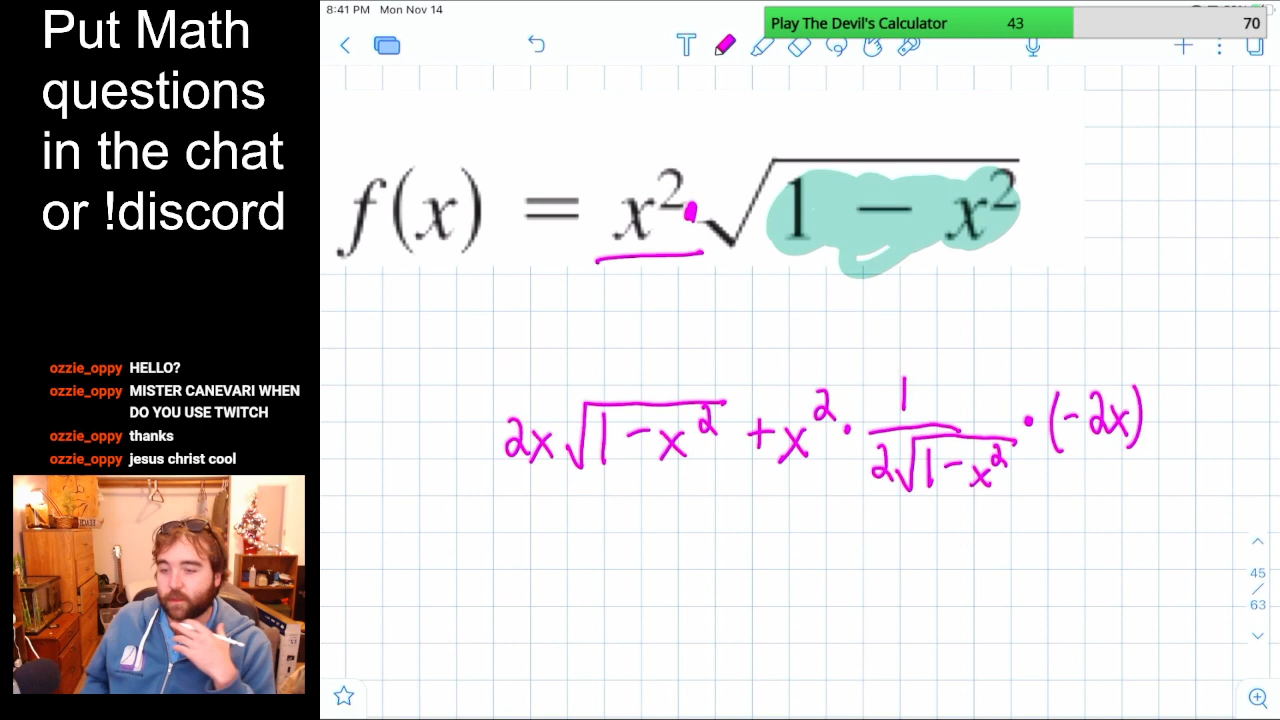 Put Math
questions
in the chat
or !discord
8:41 PM Mon Nov 14
Play The Devil's Calculator 43 70
T
f(x) = x²·√(1 − x²)
2x√(1−x²) + x²·1/(2√(1−x²))·(−2x)
ozzie_oppy HELLO?
ozzie_oppy MISTER CANEVARI WHEN
DO YOU USE TWITCH
ozzie_oppy thanks
ozzie_oppy jesus christ cool
45
/
63